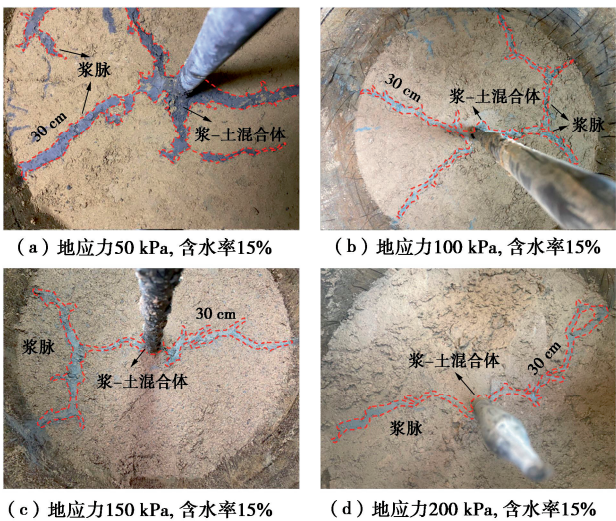 浆脉
30 cm
浆-土混合体
(a)地应力50 kPa, 含水率15%
30 cm
浆-土混合体
浆脉
(b)地应力100 kPa, 含水率15%
30 cm
浆脉
浆-土混合体
(c)地应力150 kPa, 含水率15%
浆-土混合体
30 cm
浆脉
(d)地应力200 kPa, 含水率15%